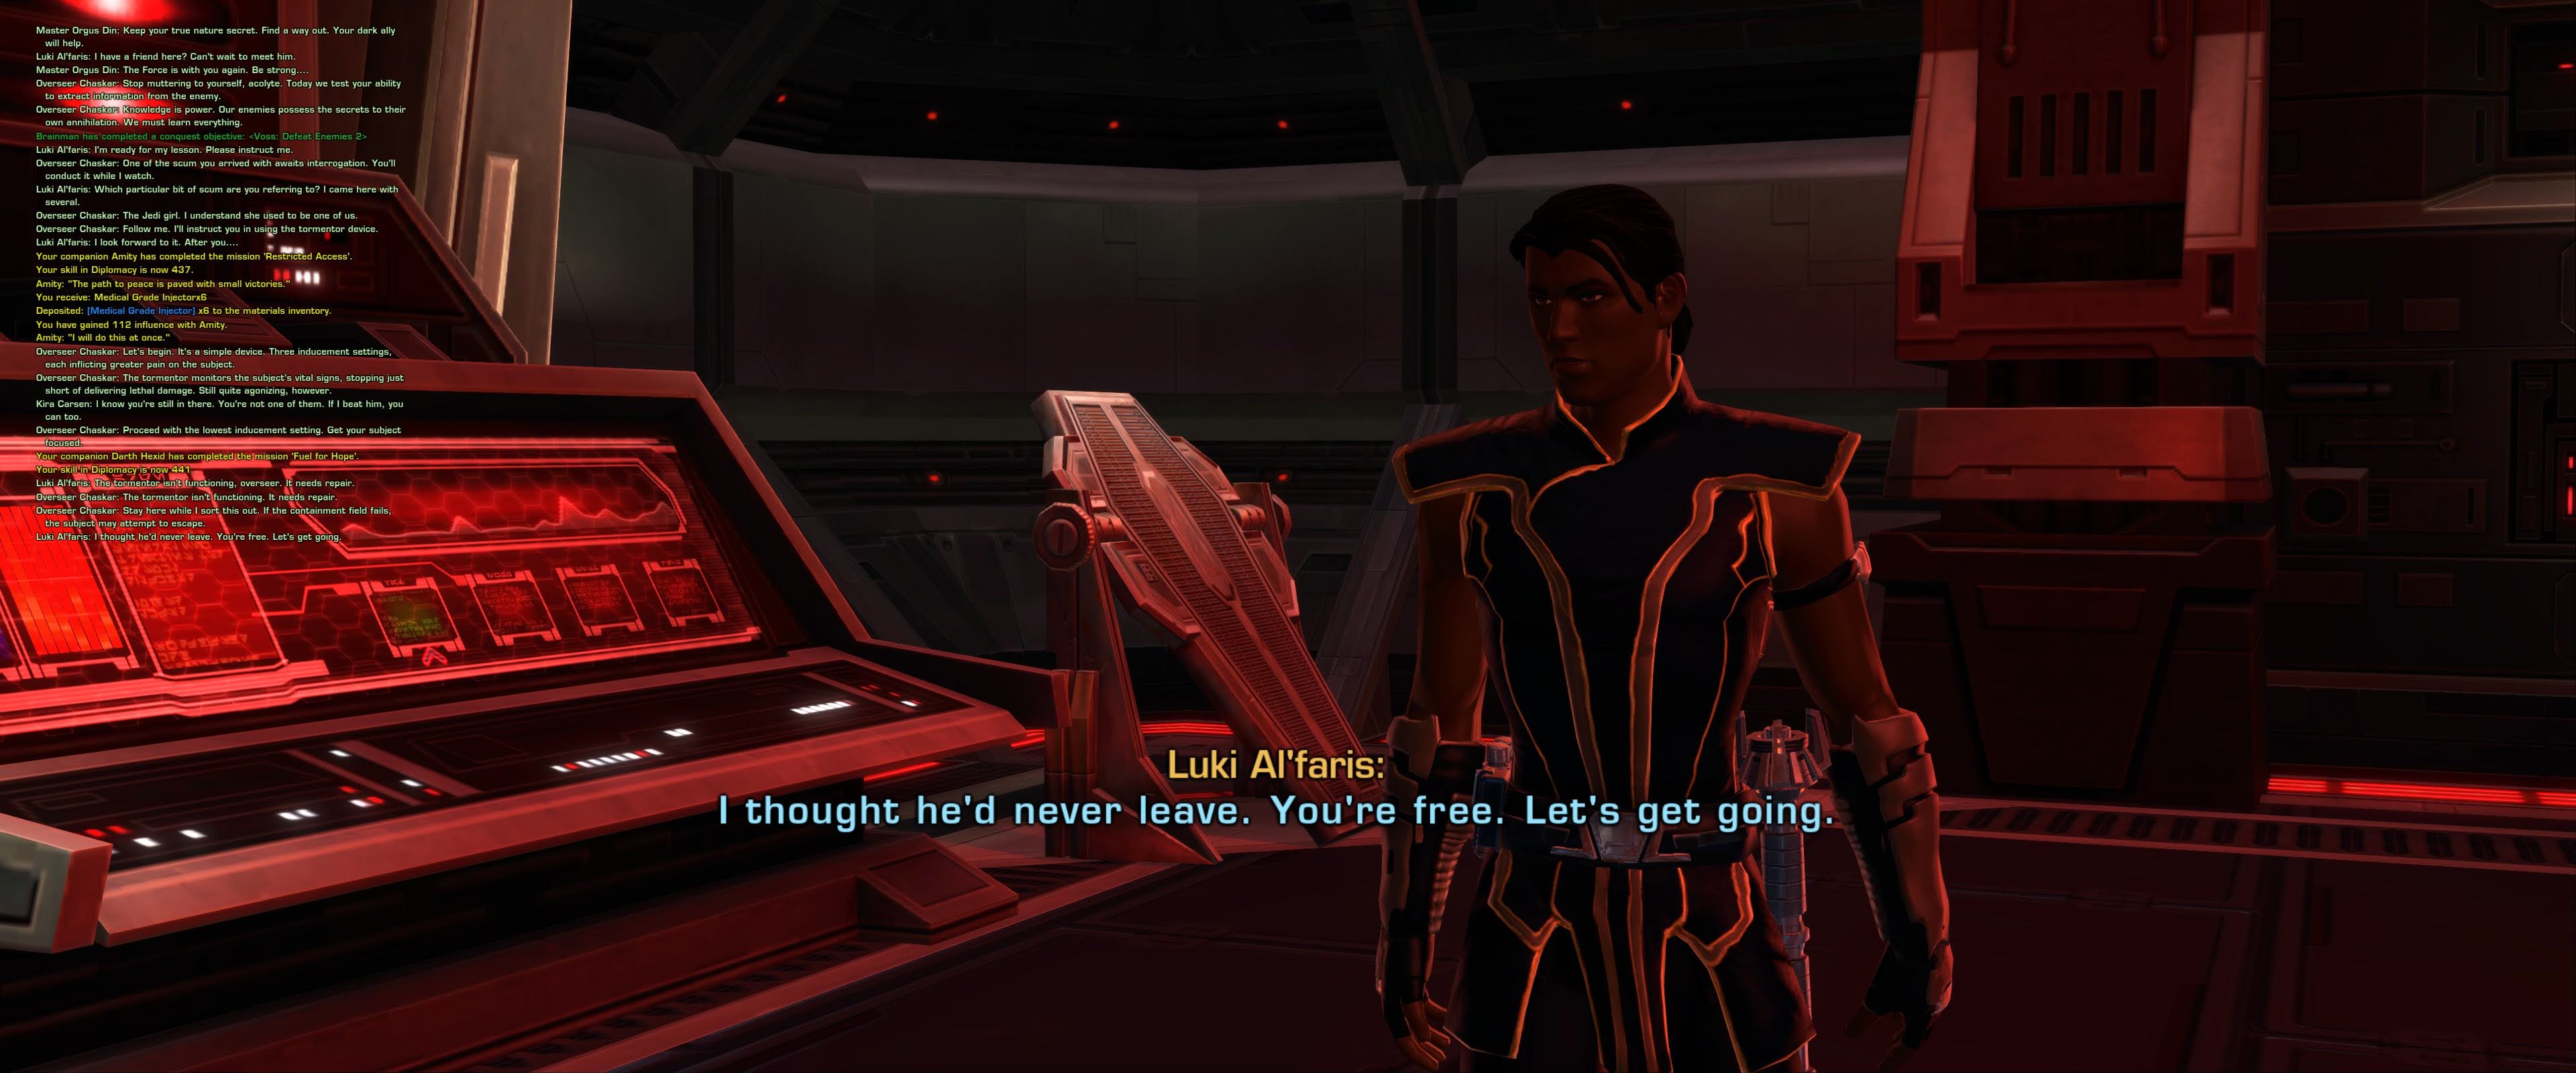 Master Orgus Din: Keep your true nature secret. Find a way out. Your dark ally
will help.
Luki Al'faris: I have a friend here? Can't wait to meet him.
Master Orgus Din: The Force is with you again. Be strong....
Overseer Chaskar: Stop muttering to yourself, acolyte. Today we test your ability
to extract information from the enemy.
Overseer Chaskar: Knowledge is power. Our enemies possess the secrets to their
own annihilation. We must learn everything.
Brainman has completed a conquest objective: <Voss: Defeat Enemies 2>
Luki Al'faris: I'm ready for my lesson. Please instruct me.
Overseer Chaskar: One of the scum you arrived with awaits interrogation. You'll
conduct it while I watch.
Luki Al'faris: Which particular bit of scum are you referring to? I came here with
several.
Overseer Chaskar: The Jedi girl. I understand she used to be one of us.
Overseer Chaskar: Follow me. I'll instruct you in using the tormentor device.
Luki Al'faris: I look forward to it. After you....
Your companion Amity has completed the mission 'Restricted Access'.
Your skill in Diplomacy is now 437.
Amity: "The path to peace is paved with small victories."
You receive: Medical Grade Injectorx6
Deposited: [Medical Grade Injector] x6 to the materials inventory.
You have gained 112 influence with Amity.
Amity: "I will do this at once."
Overseer Chaskar: Let's begin. It's a simple device. Three inducement settings,
each inflicting greater pain on the subject.
Overseer Chaskar: The tormentor monitors the subject's vital signs, stopping just
short of delivering lethal damage. Still quite agonizing, however.
Kira Carsen: I know you're still in there. You're not one of them. If I beat him, you
can too.
Overseer Chaskar: Proceed with the lowest inducement setting. Get your subject
focused.
Your companion Darth Hexid has completed the mission 'Fuel for Hope'.
Your skill in Diplomacy is now 441.
Luki Al'faris: The tormentor isn't functioning, overseer. It needs repair.
Overseer Chaskar: The tormentor isn't functioning. It needs repair.
Overseer Chaskar: Stay here while I sort this out. If the containment field fails,
the subject may attempt to escape.
Luki Al'faris: I thought he'd never leave. You're free. Let's get going.
Luki Al'faris:
I thought he'd never leave. You're free. Let's get going.